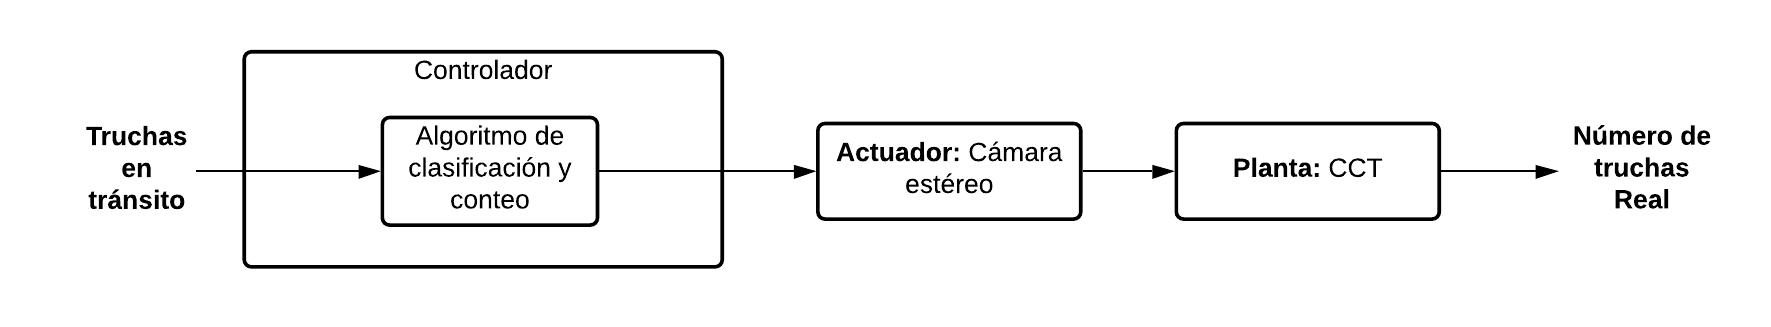 Controlador
Truchas
en
tránsito
Algoritmo de
clasificación y
conteo
Actuador: Cámara
estéreo
Planta: CCT
Número de
truchas
Real